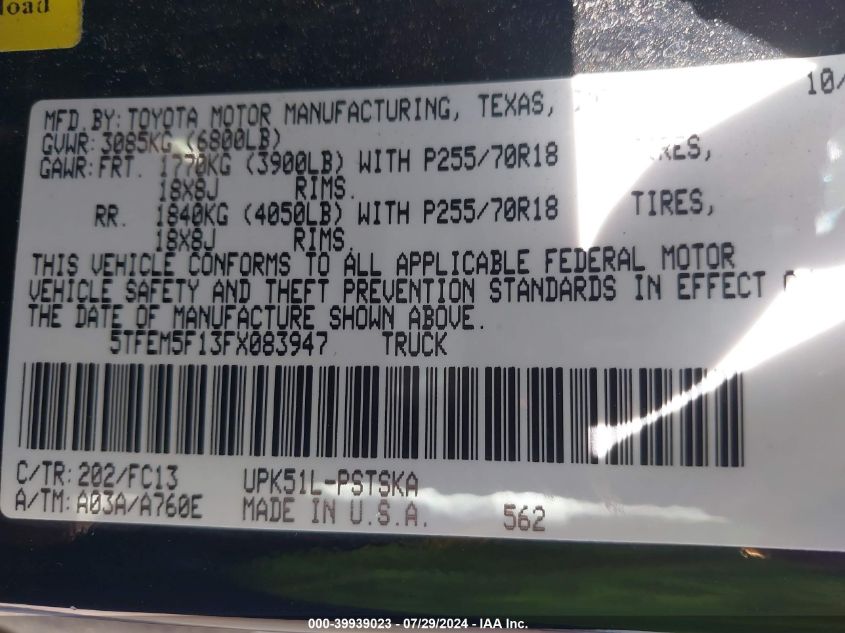 load
10/
MFD. BY: TOYOTA MOTOR MANUFACTURING, TEXAS,
GVWR: 3085KG (6800LB)
GAWR: FRT. 1770KG (3900LB) WITH P255/70R18 TIRES,
18X8J RIMS.
RR. 1840KG (4050LB) WITH P255/70R18 TIRES,
18X8J RIMS.
THIS VEHICLE CONFORMS TO ALL APPLICABLE FEDERAL MOTOR
VEHICLE SAFETY AND THEFT PREVENTION STANDARDS IN EFFECT
THE DATE OF MANUFACTURE SHOWN ABOVE.
5TFEM5F13FX083947 TRUCK
C/TR: 202/FC13 UPK51L-PSTSKA
A/TM: A03A/A760E MADE IN U.S.A. 562
000-39939023 - 07/29/2024 - IAA Inc.